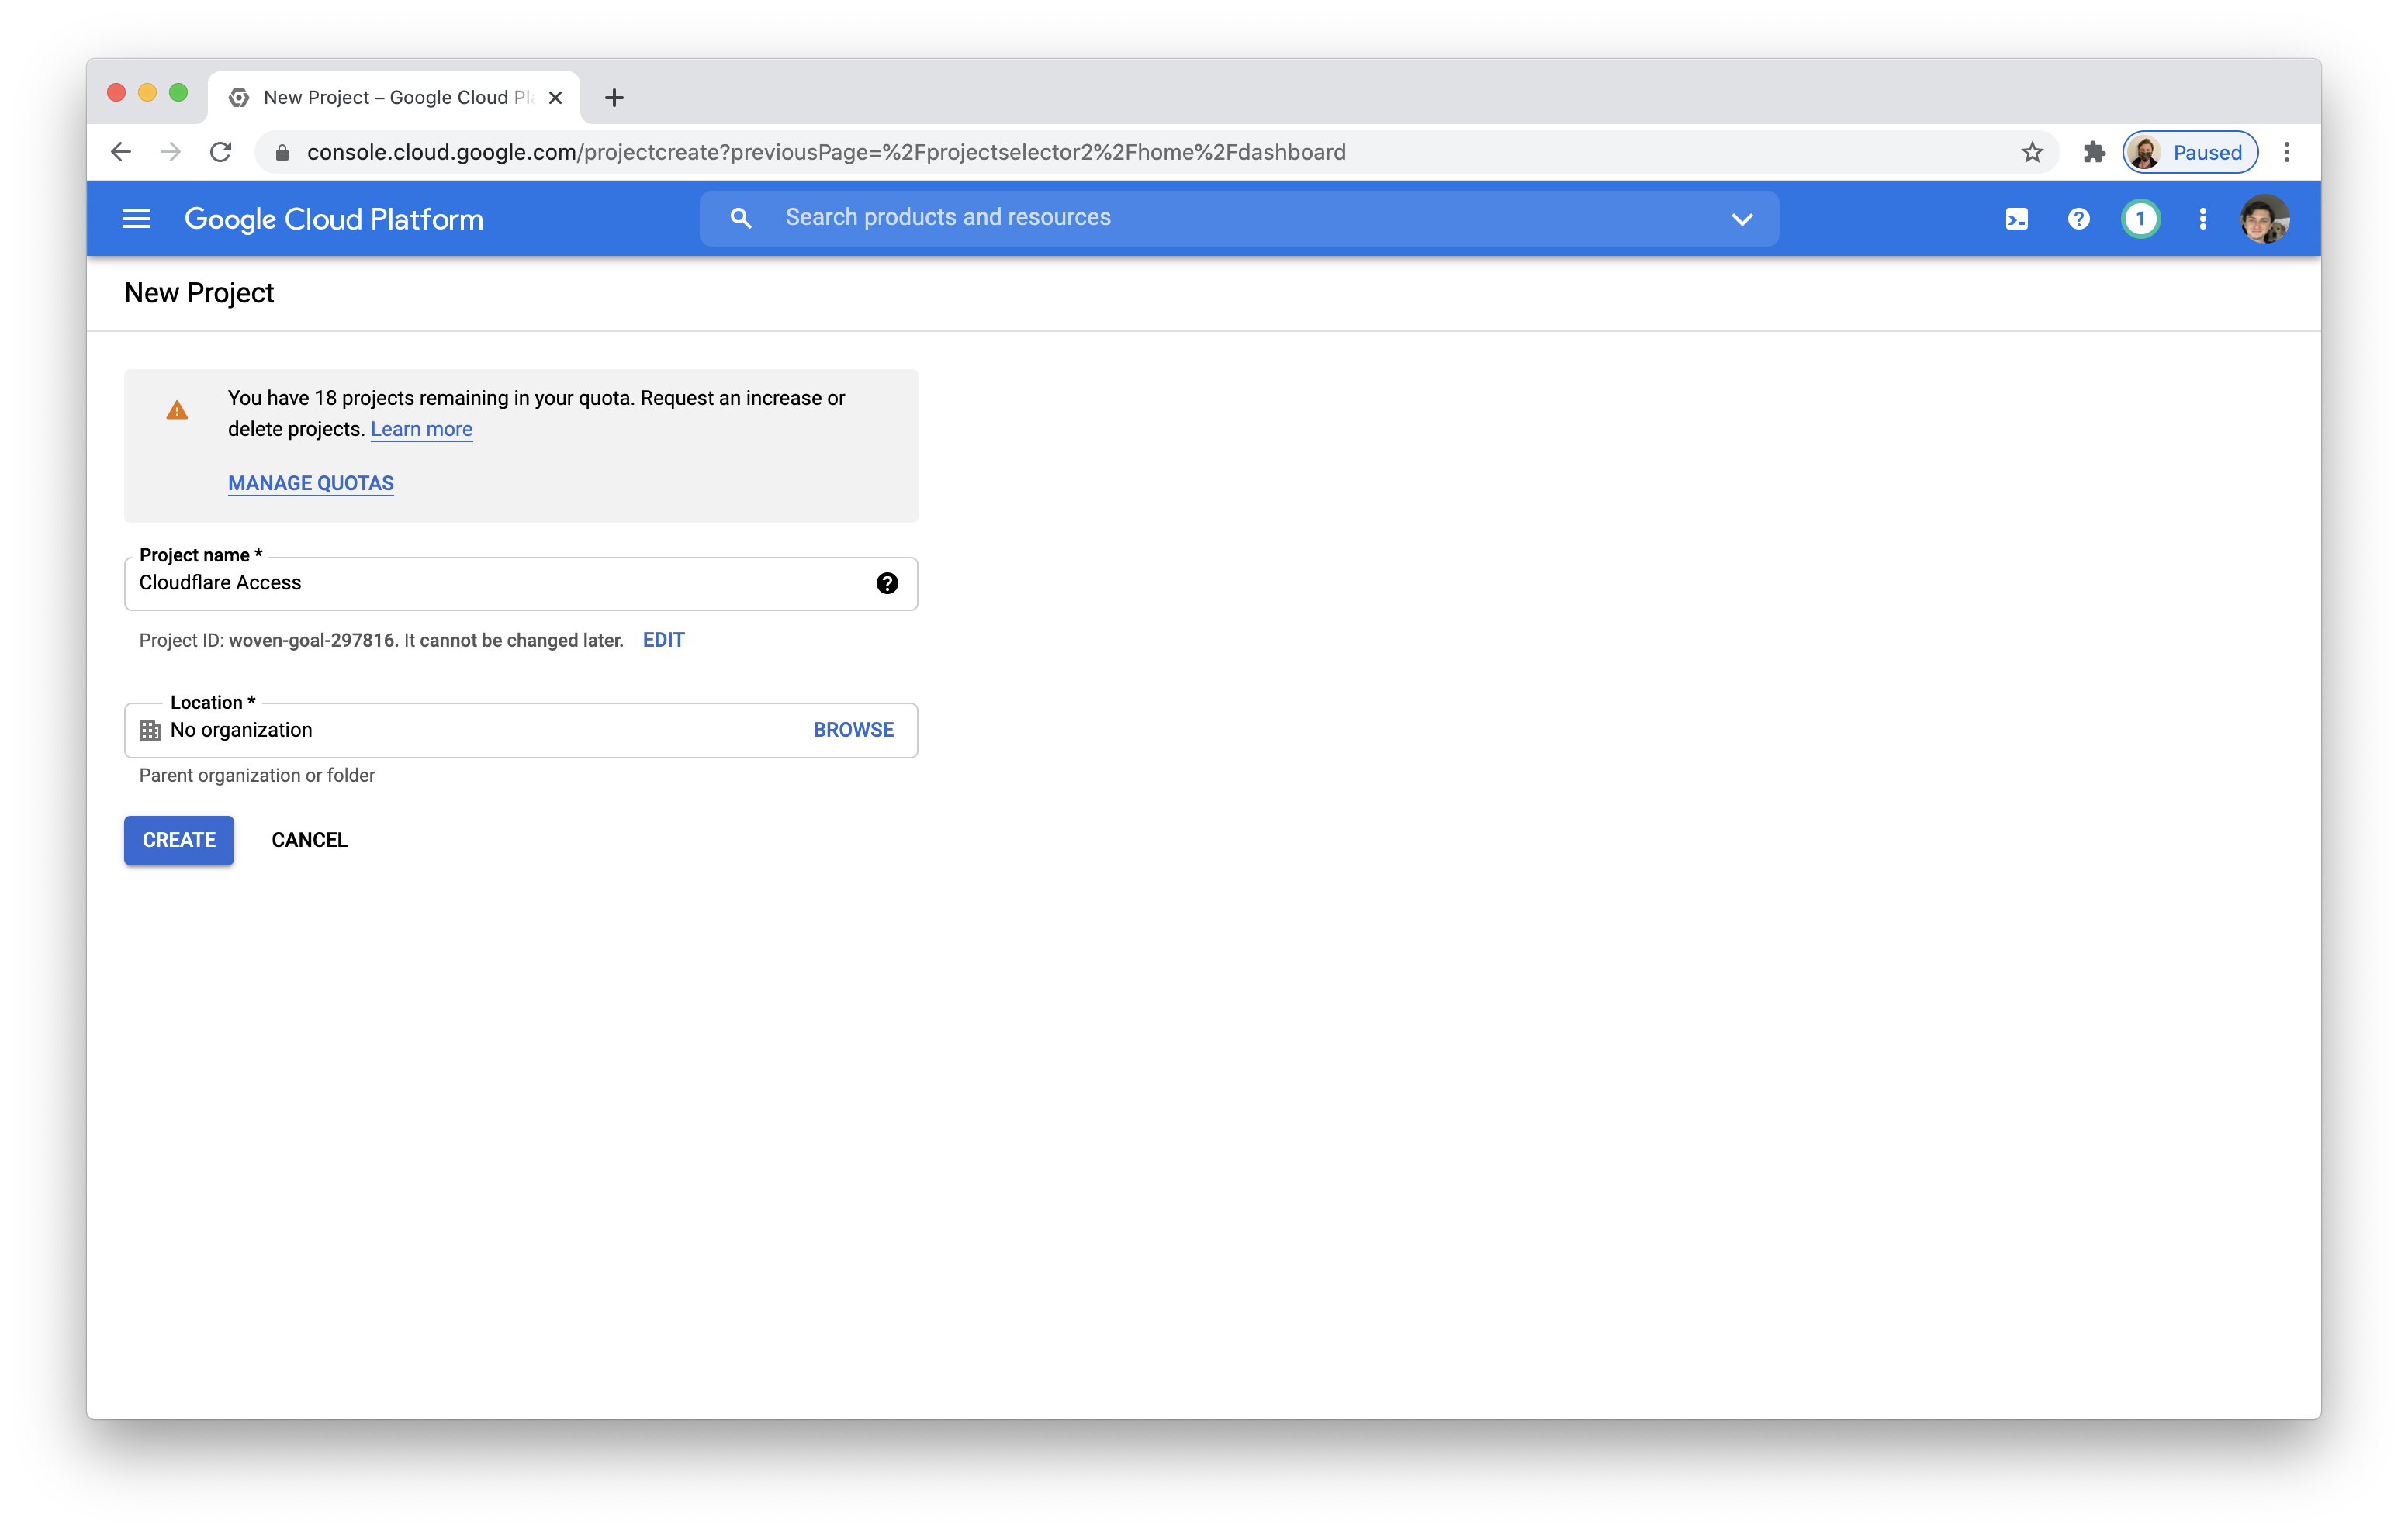 New Project – Google Cloud Pla
console.cloud.google.com/projectcreate?previousPage=%2Fprojectselector2%2Fhome%2Fdashboard
Paused
Google Cloud Platform
Search products and resources
1
New Project
You have 18 projects remaining in your quota. Request an increase or
delete projects. Learn more
MANAGE QUOTAS
Project name *
Cloudflare Access
Project ID: woven-goal-297816. It cannot be changed later. EDIT
Location *
No organization
BROWSE
Parent organization or folder
CREATE
CANCEL